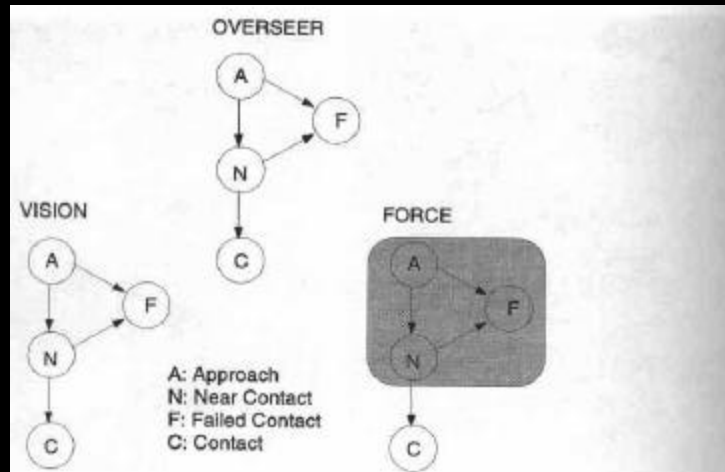 OVERSEER
A
F
N
C
VISION
A
F
N
C
FORCE
A
F
N
C
A: Approach
N: Near Contact
F: Failed Contact
C: Contact